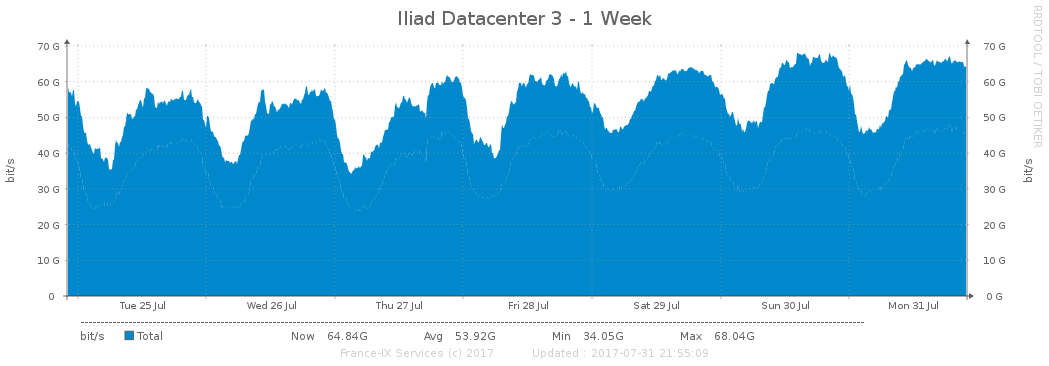 Iliad Datacenter 3 - 1 Week
RRDTOOL / TOBI OETIKER
70 G 70 G
60 G 60 G
50 G 50 G
40 G 40 G
30 G 30 G
20 G 20 G
10 G 10 G
0 0 G
bit/s bit/s
Tue 25 Jul Wed 26 Jul Thu 27 Jul Fri 28 Jul Sat 29 Jul Sun 30 Jul Mon 31 Jul
bit/s Total Now 64.84G Avg 53.92G Min 34.05G Max 68.04G
France-IX Services (c) 2017 Updated : 2017-07-31 21:55:09